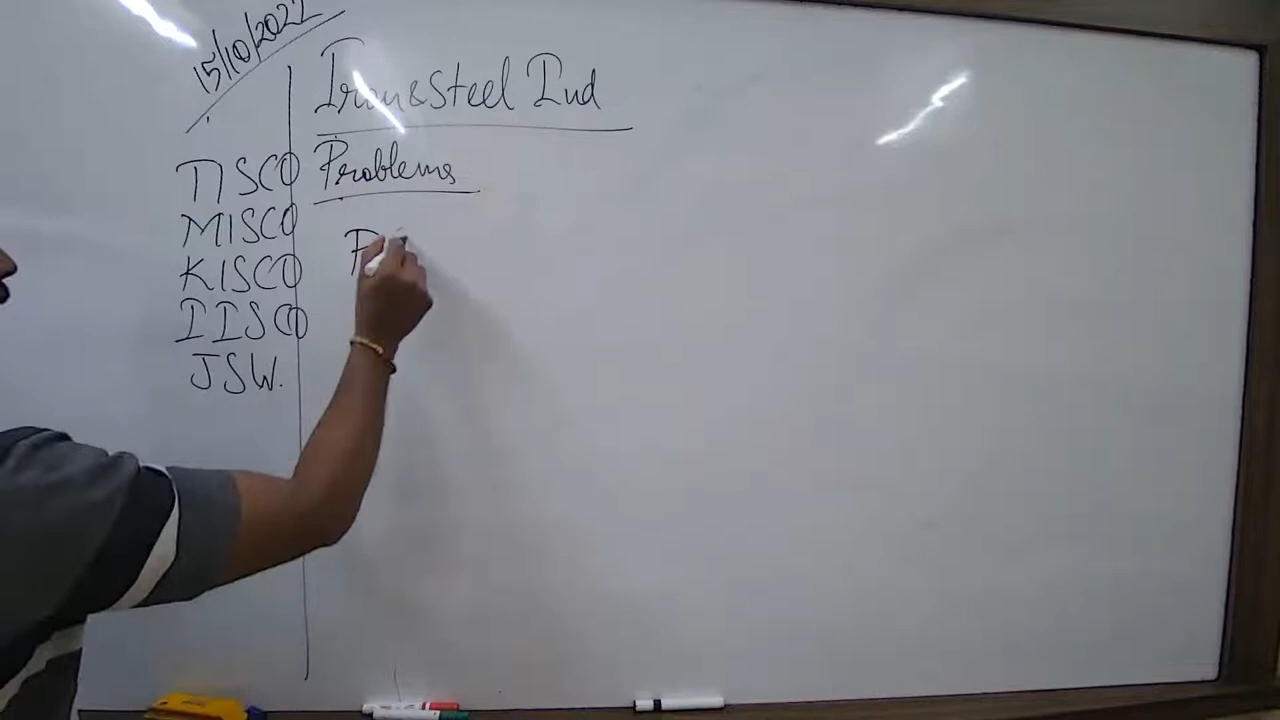 15/10/2022
Iron & Steel Ind
Problems
TISCO
MISCO
KISCO
IISCO
JSW.